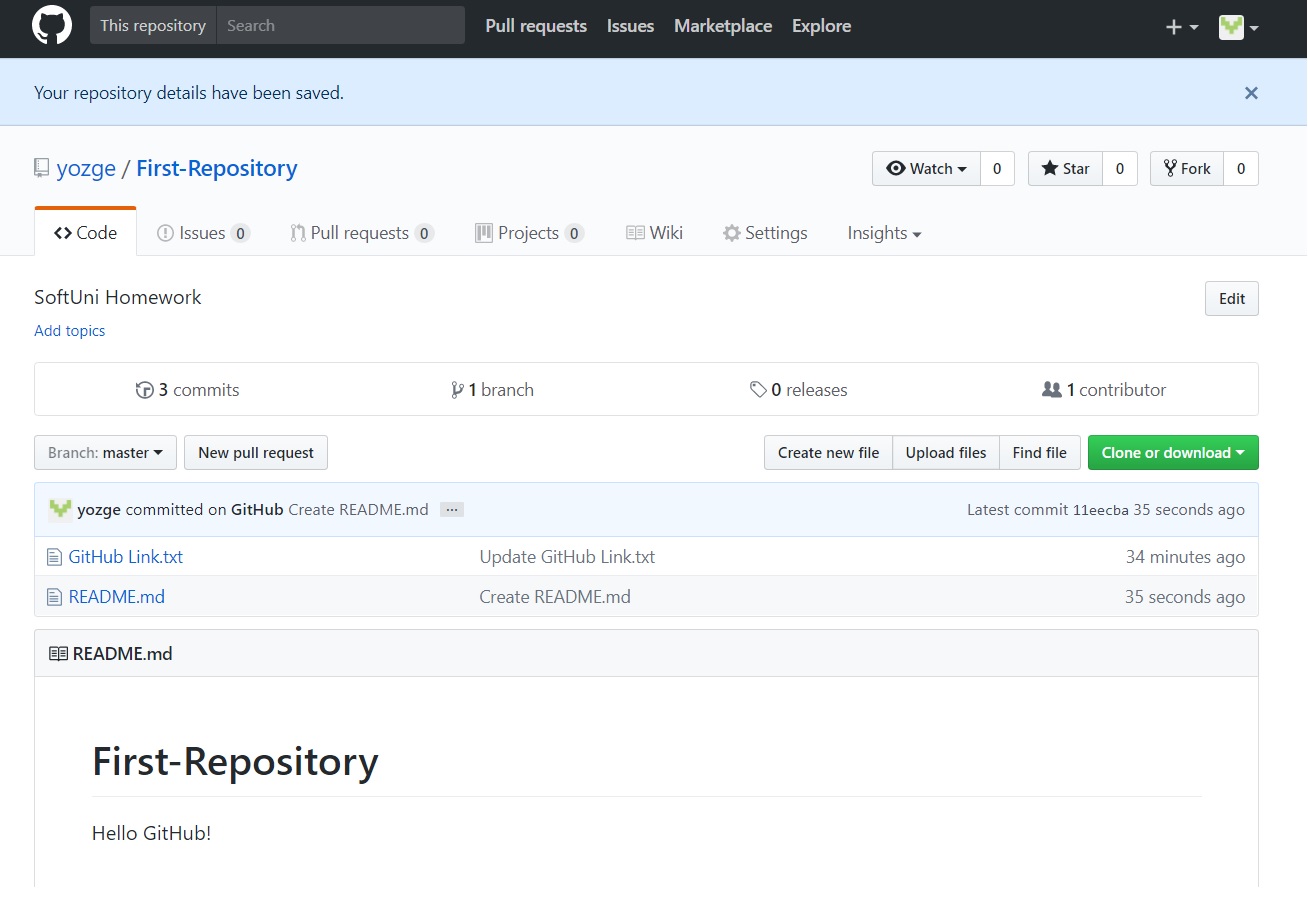 This repository Search Pull requests Issues Marketplace Explore
Your repository details have been saved.
yozge / First-Repository Watch 0 Star 0 Fork 0
Code Issues 0 Pull requests 0 Projects 0 Wiki Settings Insights
SoftUni Homework Edit
Add topics
3 commits 1 branch 0 releases 1 contributor
Branch: master New pull request Create new file Upload files Find file Clone or download
yozge committed on GitHub Create README.md ... Latest commit 11eecba 35 seconds ago
GitHub Link.txt Update GitHub Link.txt 34 minutes ago
README.md Create README.md 35 seconds ago
README.md
First-Repository
Hello GitHub!